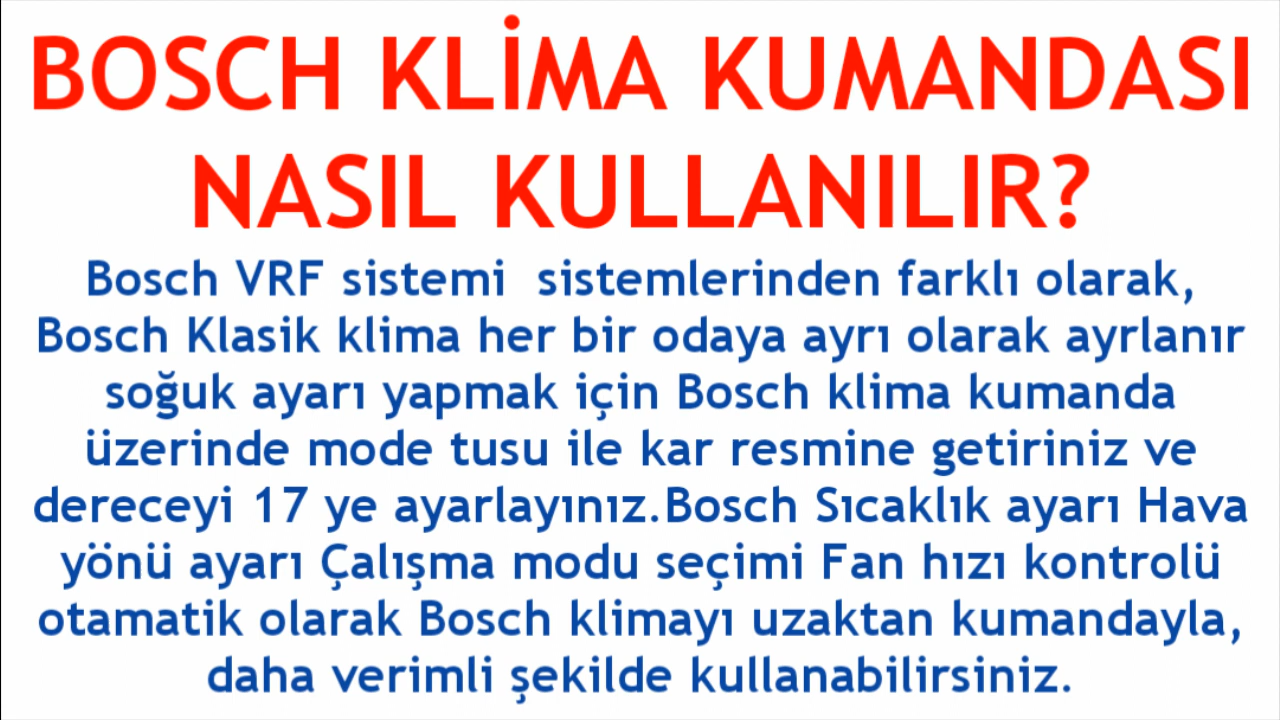 BOSCH KLİMA KUMANDASI
NASIL KULLANILIR?
Bosch VRF sistemi sistemlerinden farklı olarak,
Bosch Klasik klima her bir odaya ayrı olarak ayrlanır
soğuk ayarı yapmak için Bosch klima kumanda
üzerinde mode tusu ile kar resmine getiriniz ve
dereceyi 17 ye ayarlayınız.Bosch Sıcaklık ayarı Hava
yönü ayarı Çalışma modu seçimi Fan hızı kontrolü
otamatik olarak Bosch klimayı uzaktan kumandayla,
daha verimli şekilde kullanabilirsiniz.